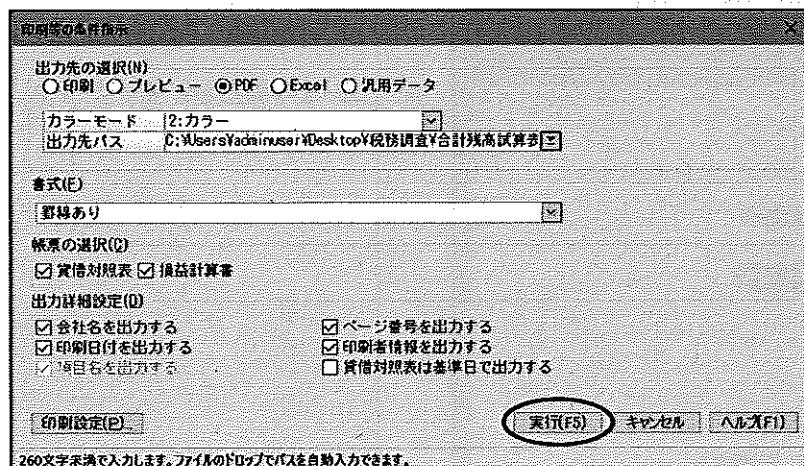 印刷等の条件指示
出力先の選択(N)
印刷 プレビュー PDF Excel 汎用データ
カラーモード 2:カラー
出力先パス C:¥Users¥adminuser¥Desktop¥税務調査¥合計残高試算表
書式(F)
罫線あり
帳票の選択(C)
貸借対照表 損益計算書
出力詳細設定(D)
会社名を出力する ページ番号を出力する
印刷日付を出力する 印刷者情報を出力する
項目名を出力する 貸借対照表は基準日で出力する
印刷設定(P)... 実行(F5) キャンセル ヘルプ(F1)
260文字未満で入力します。ファイルのドロップでパスを自動入力できます。